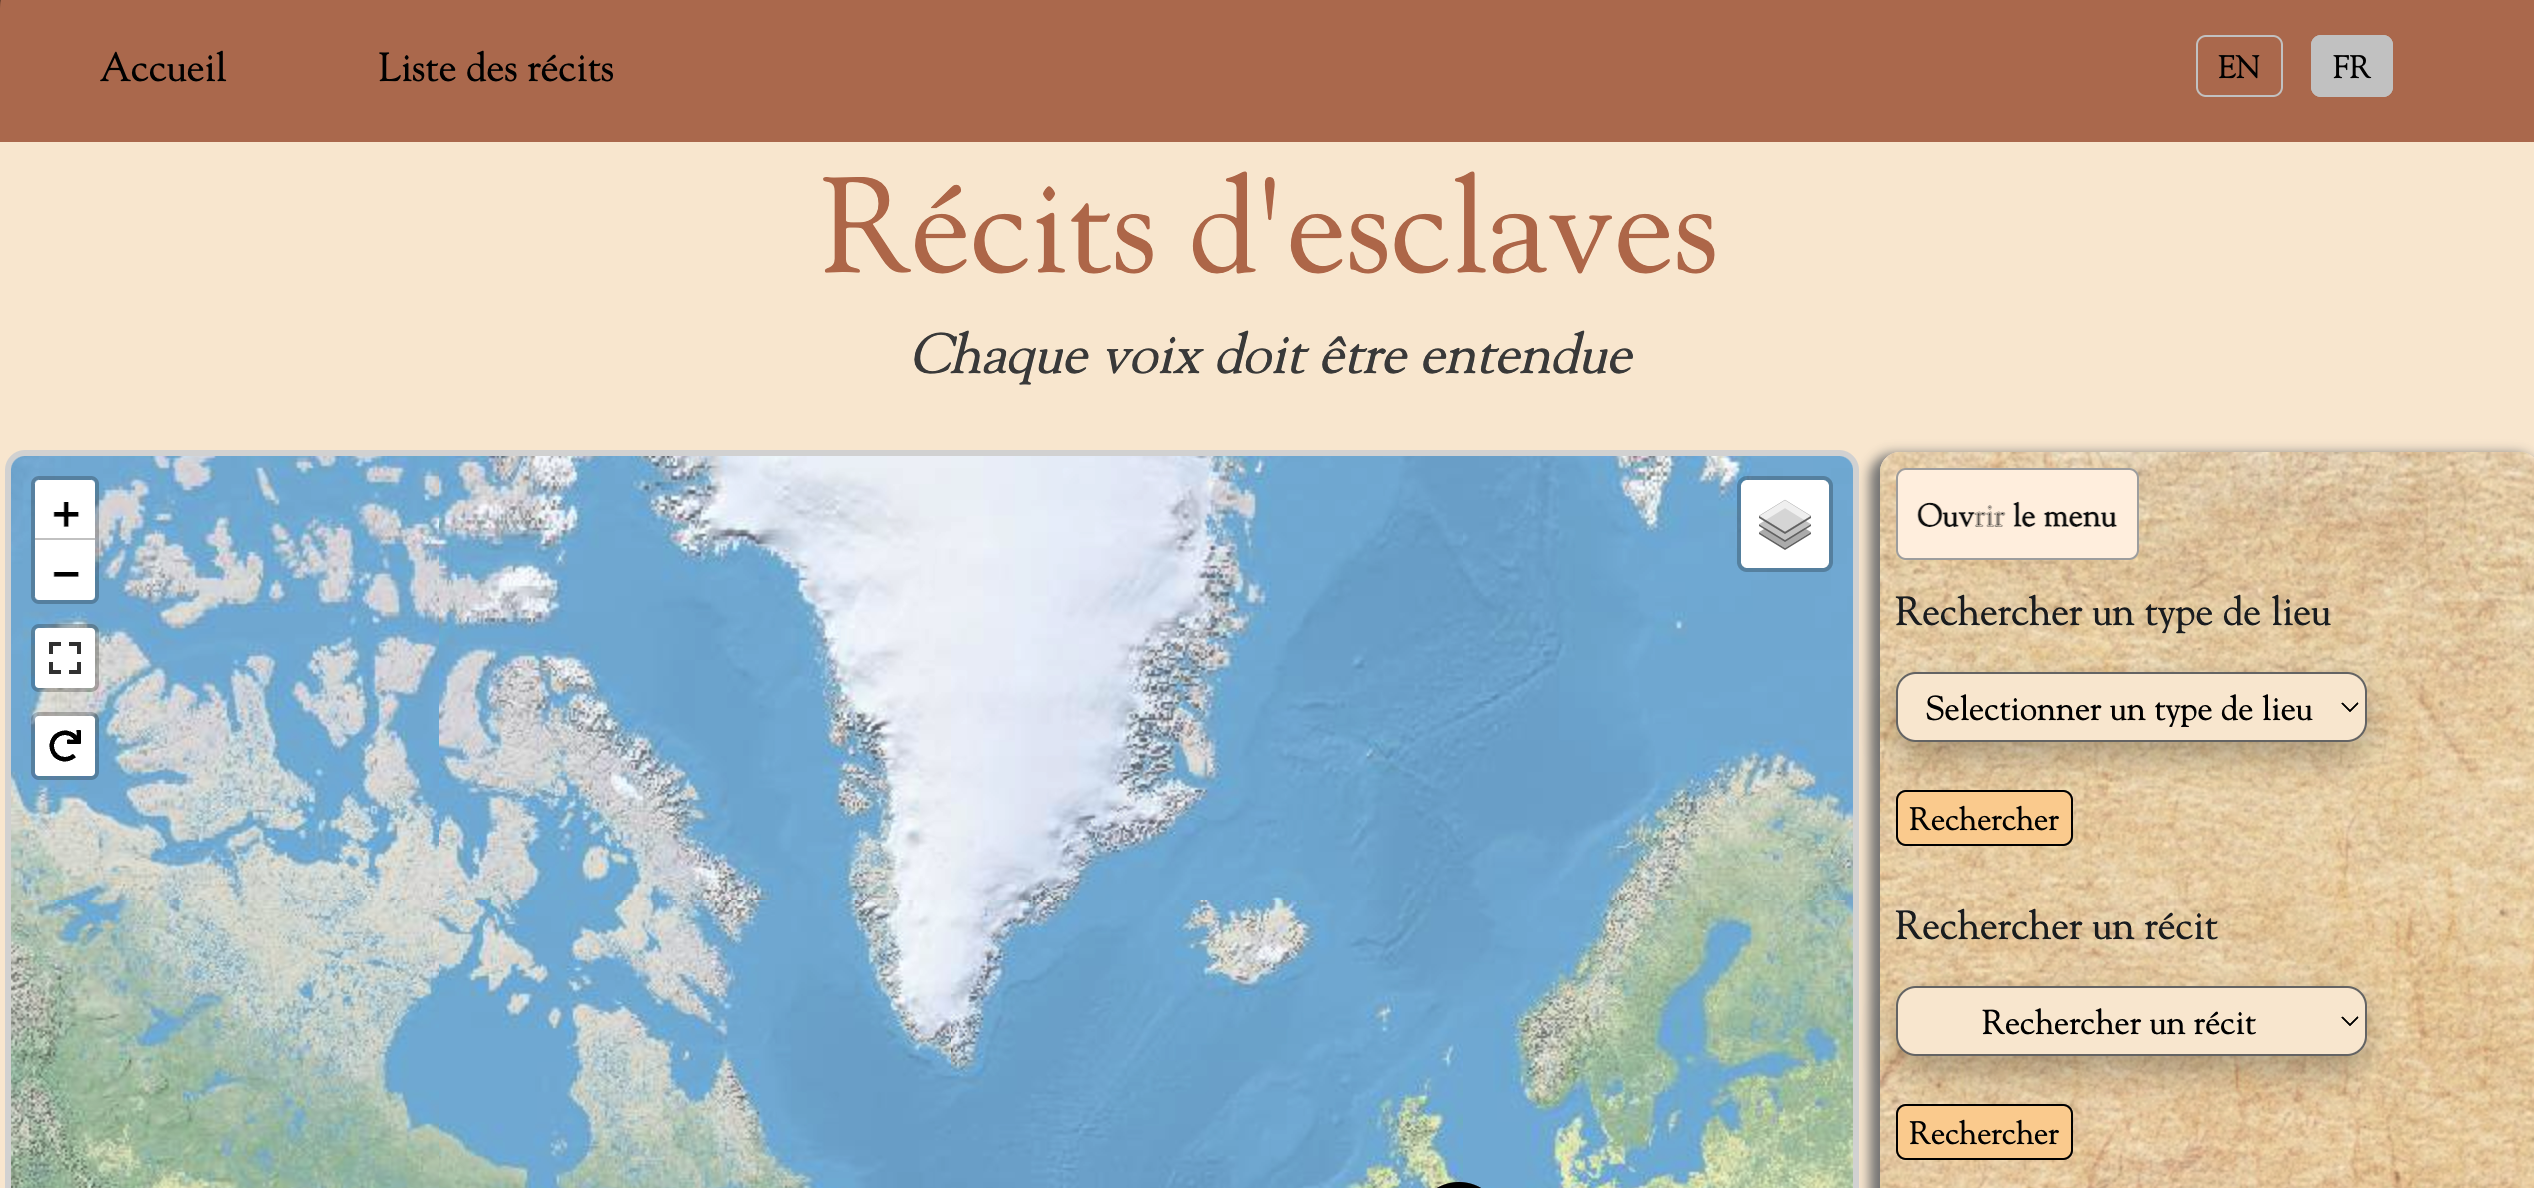 Accueil
Liste des récits
EN
FR
Récits d'esclaves
Chaque voix doit être entendue
+
−
Ouvrir le menu
Rechercher un type de lieu
Selectionner un type de lieu
Rechercher
Rechercher un récit
Rechercher un récit
Rechercher